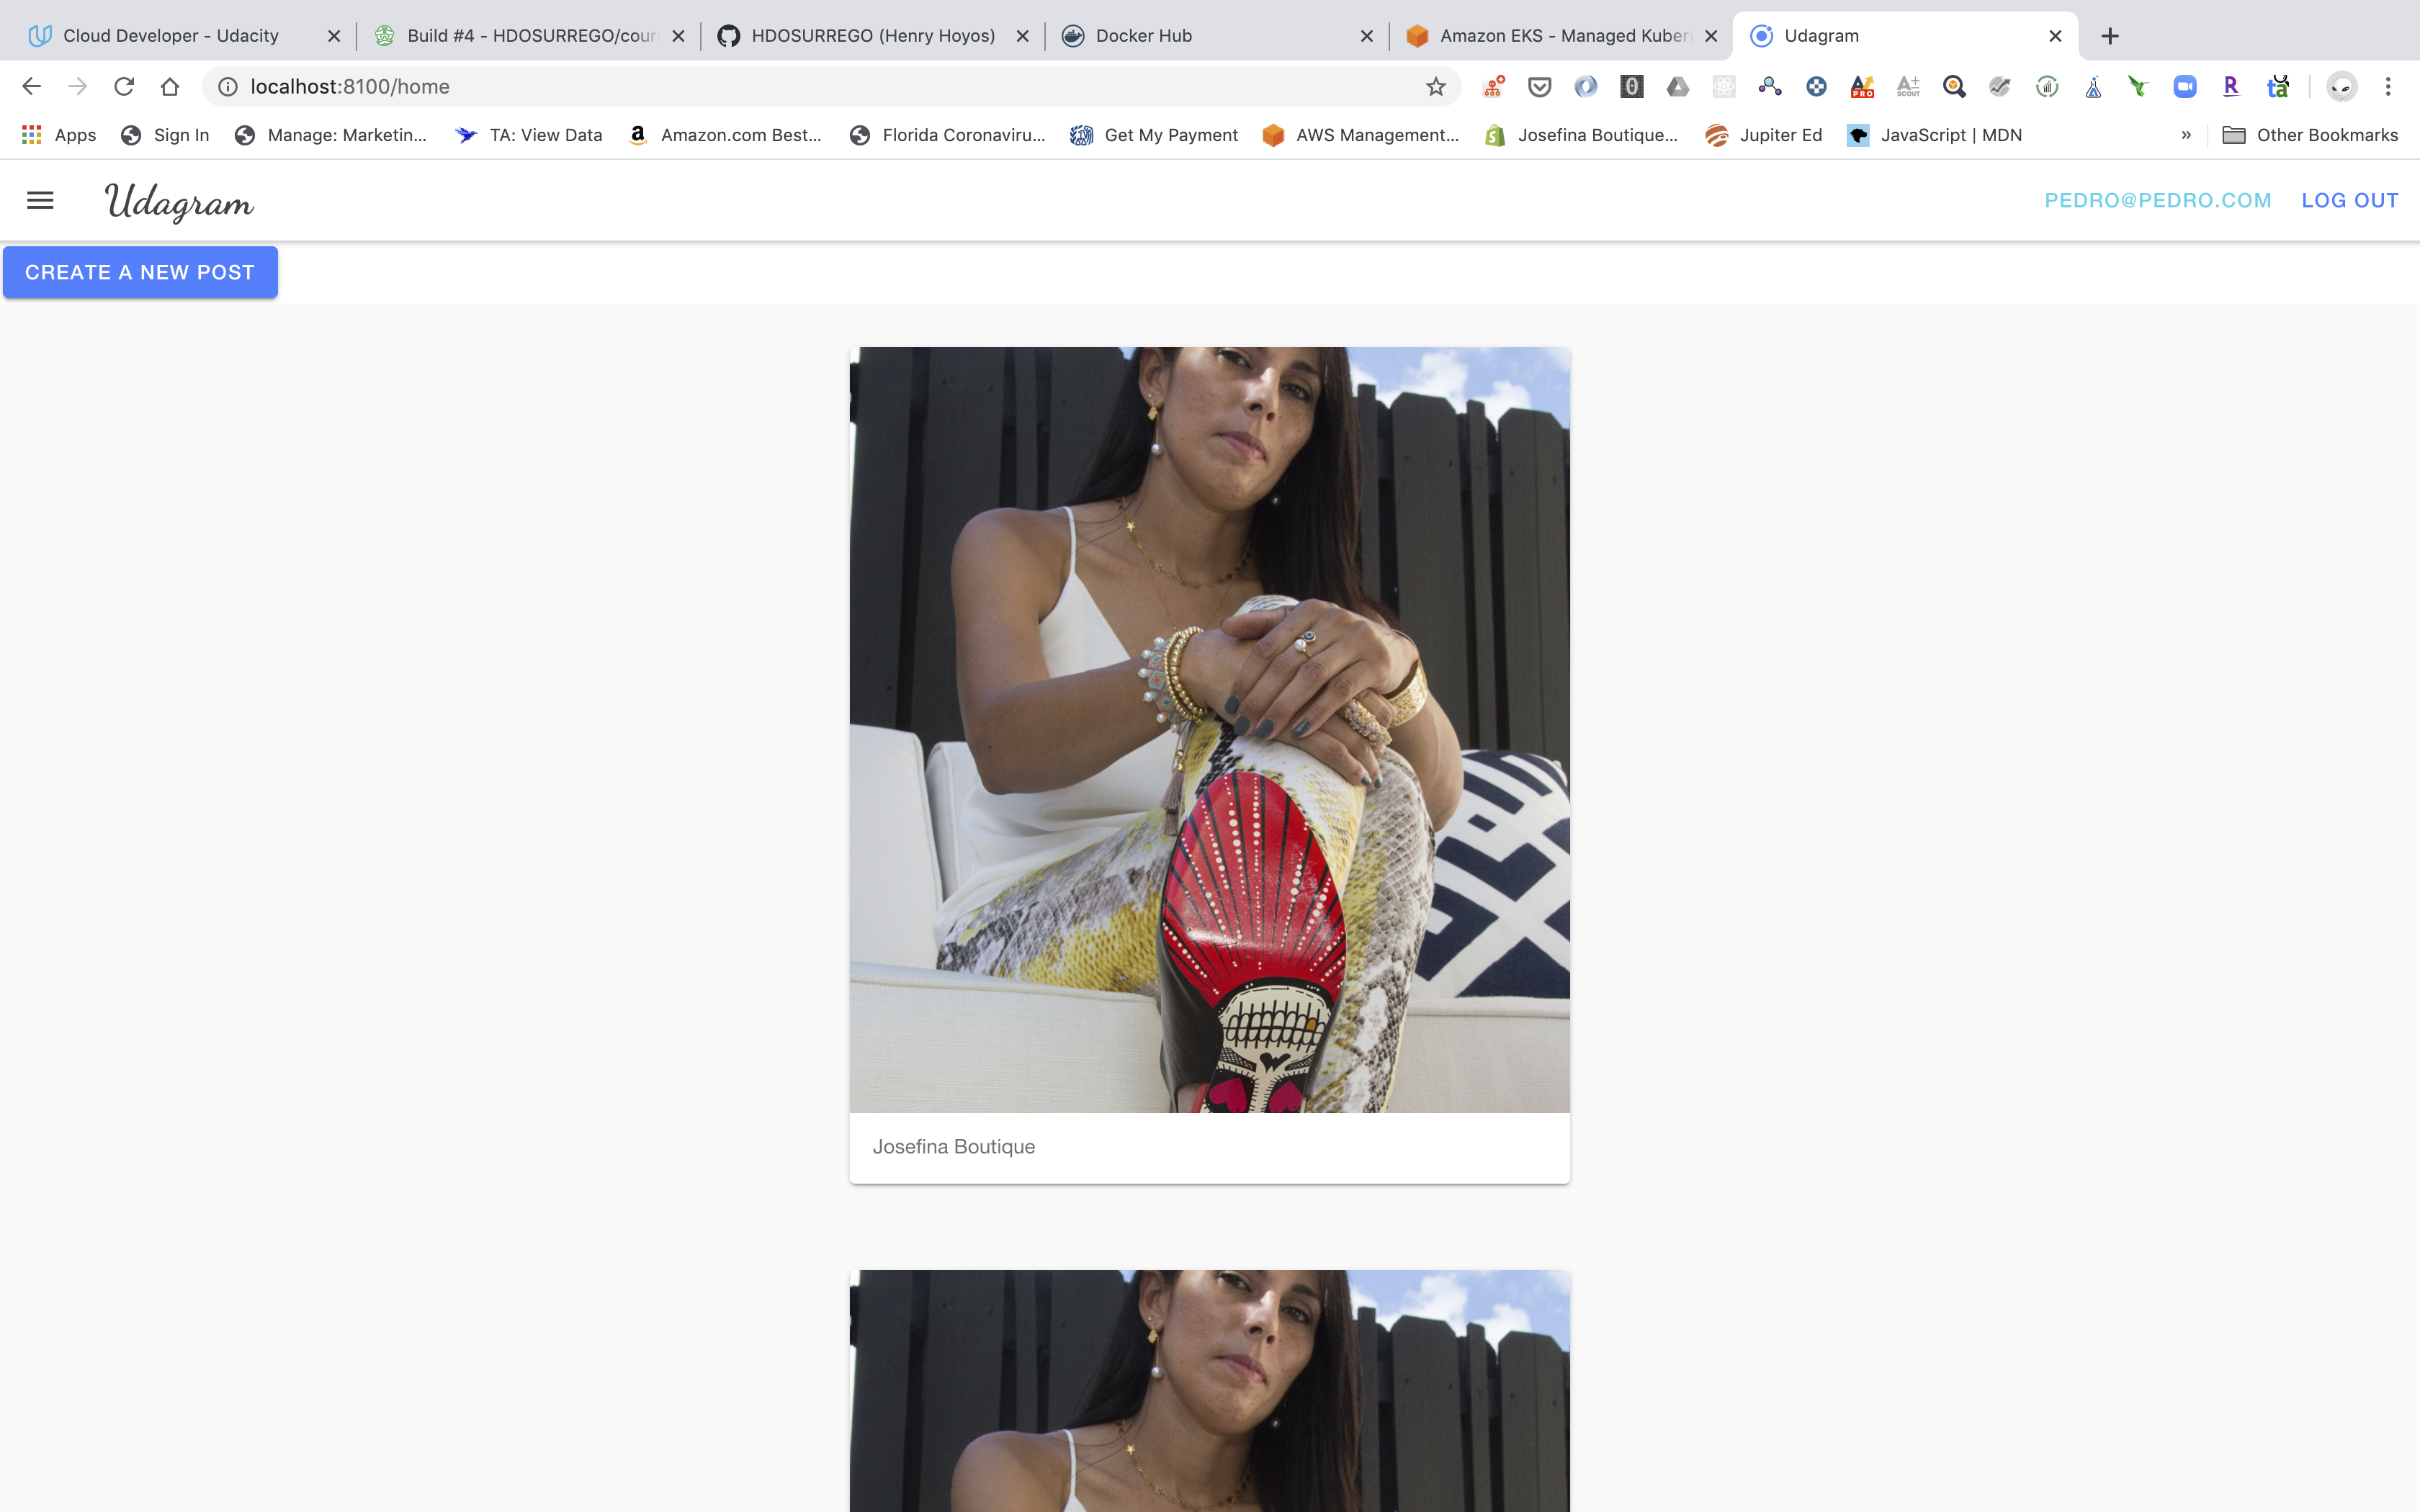 Cloud Developer - Udacity
Build #4 - HDOSURREGO/cour
HDOSURREGO (Henry Hoyos)
Docker Hub
Amazon EKS - Managed Kuber
Udagram
localhost:8100/home
Apps
Sign In
Manage: Marketin...
TA: View Data
Amazon.com Best...
Florida Coronaviru...
Get My Payment
AWS Management...
Josefina Boutique...
Jupiter Ed
JavaScript | MDN
»
Other Bookmarks
Udagram
PEDRO@PEDRO.COM
LOG OUT
CREATE A NEW POST
Josefina Boutique